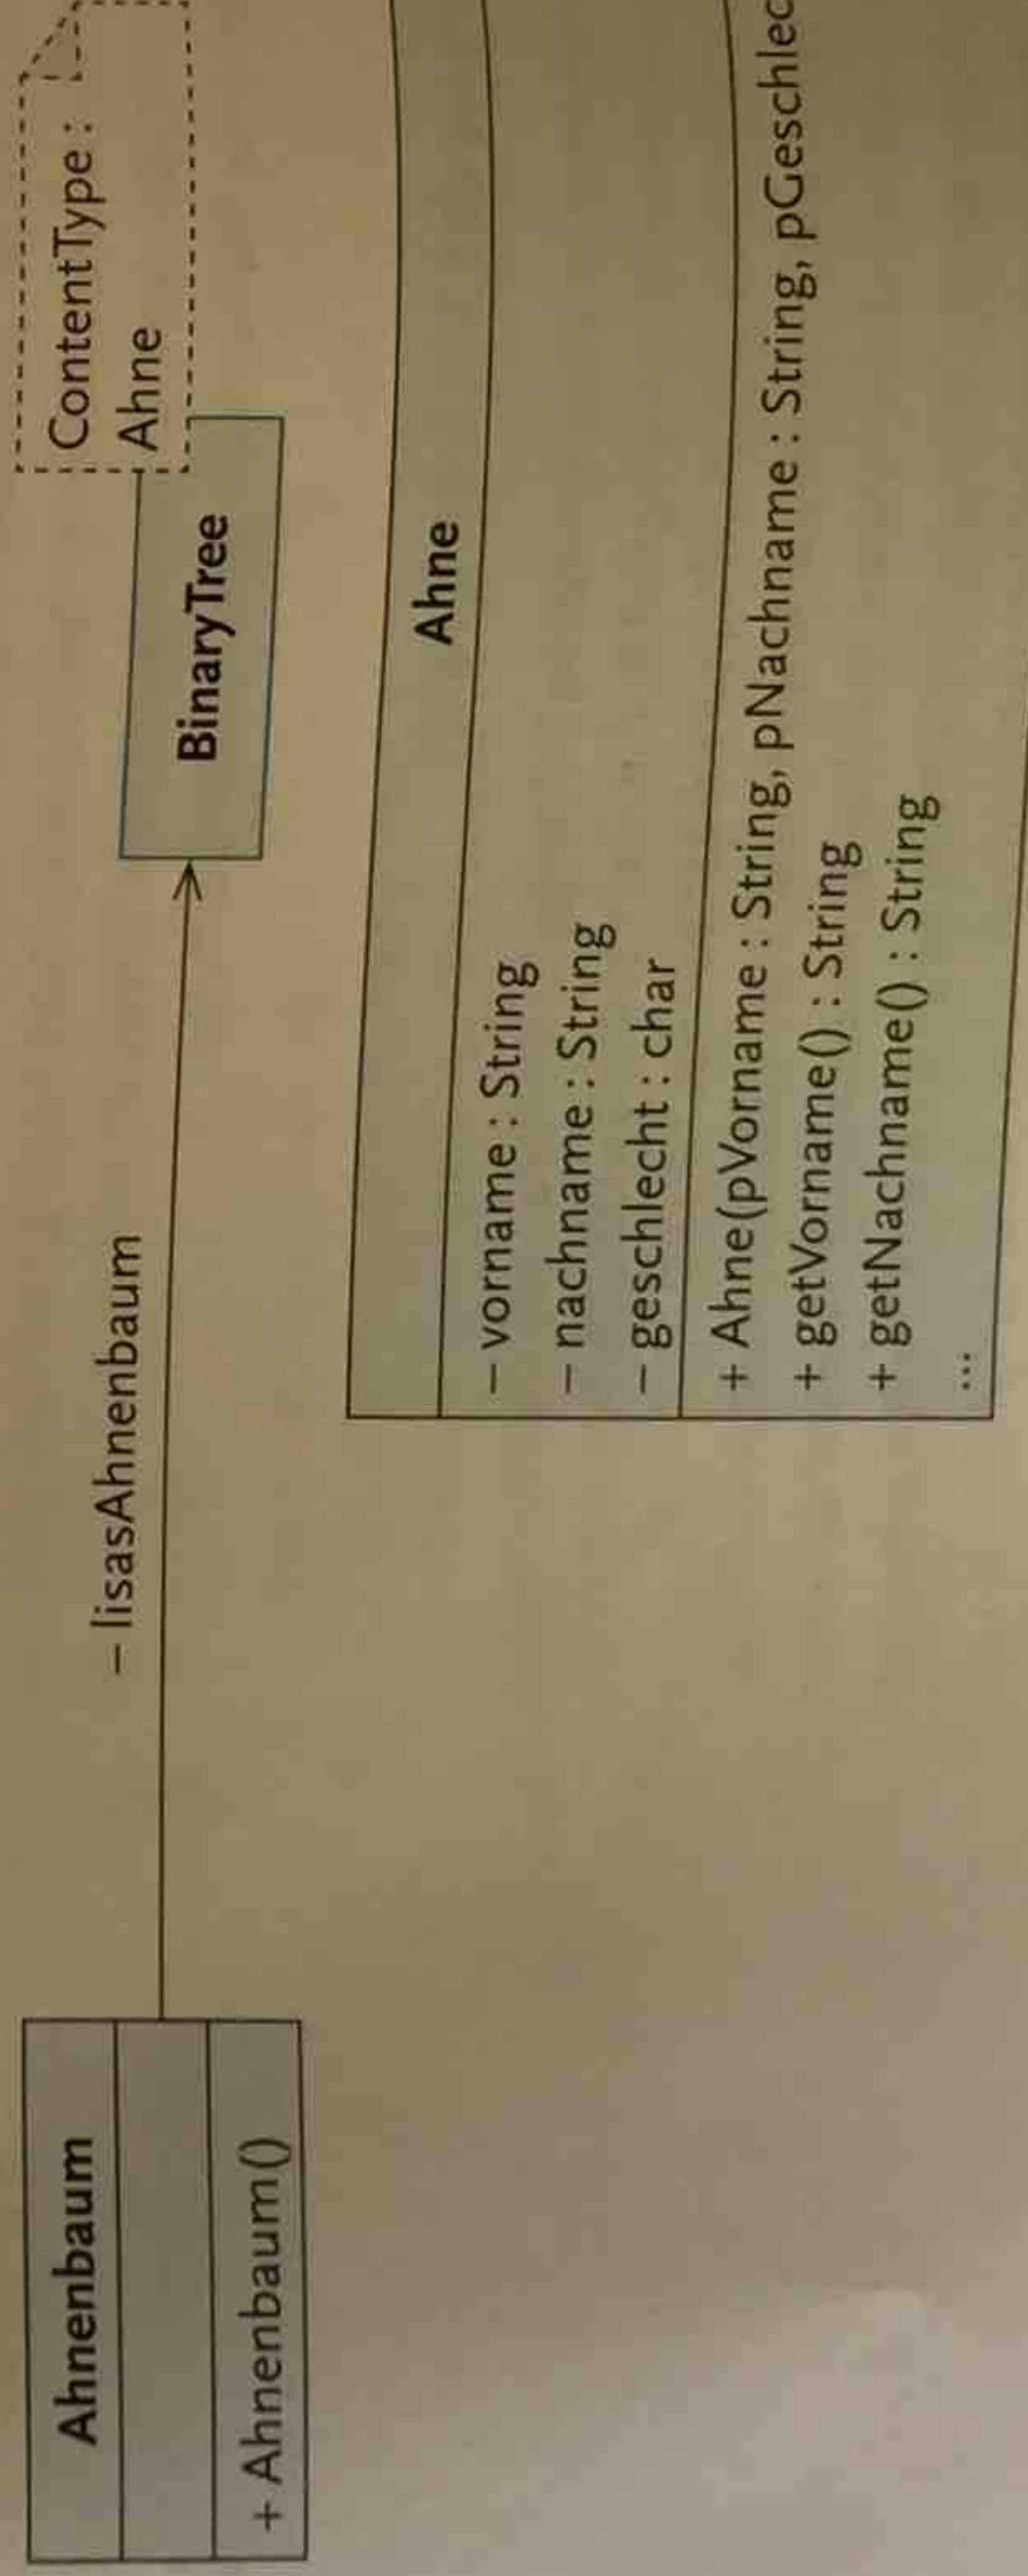 Ahnenbaum
+ Ahnenbaum()
– lisasAhnenbaum
BinaryTree
ContentType :
Ahne
Ahne
– vorname : String
– nachname : String
– geschlecht : char
+ Ahne(pVorname : String, pNachname : String, pGeschlec
+ getVorname() : String
+ getNachname() : String
...